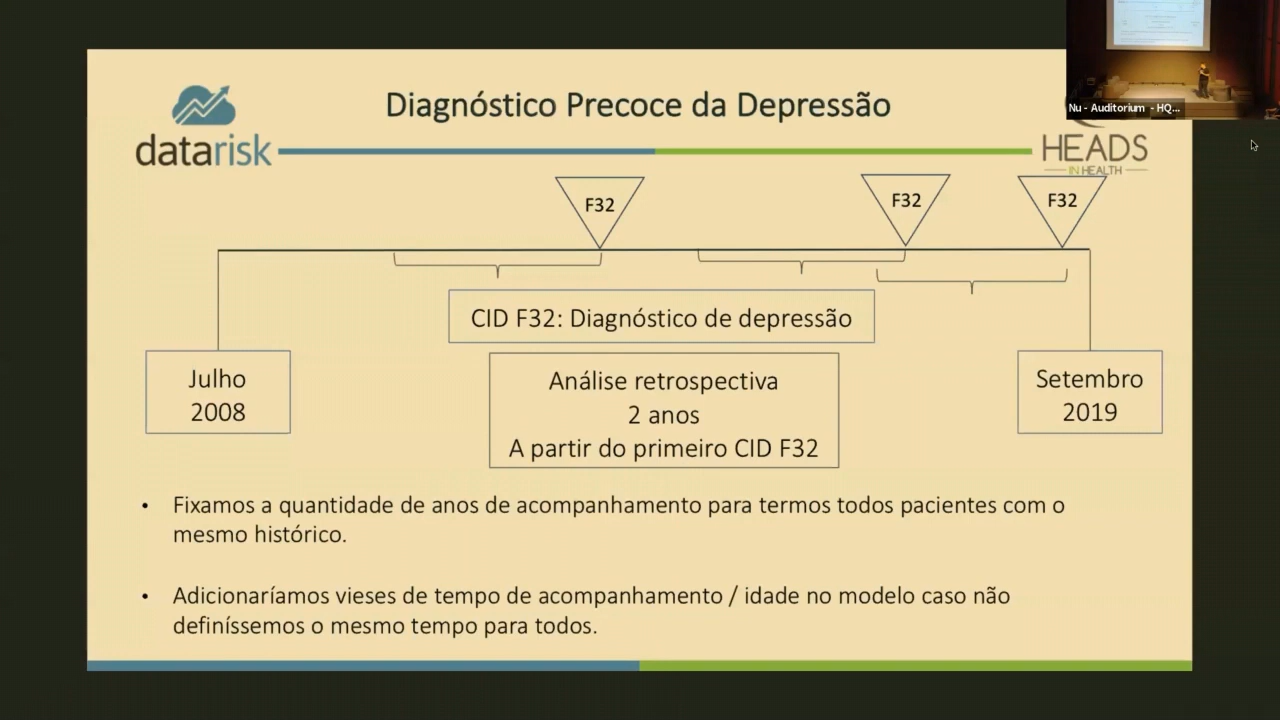 Nu - Auditorium - HQ...
Diagnóstico Precoce da Depressão
datarisk
HEADS
IN HEALTH
F32
F32
F32
CID F32: Diagnóstico de depressão
Julho
2008
Análise retrospectiva
2 anos
A partir do primeiro CID F32
Setembro
2019
• Fixamos a quantidade de anos de acompanhamento para termos todos pacientes com o
mesmo histórico.
• Adicionaríamos vieses de tempo de acompanhamento / idade no modelo caso não
definíssemos o mesmo tempo para todos.